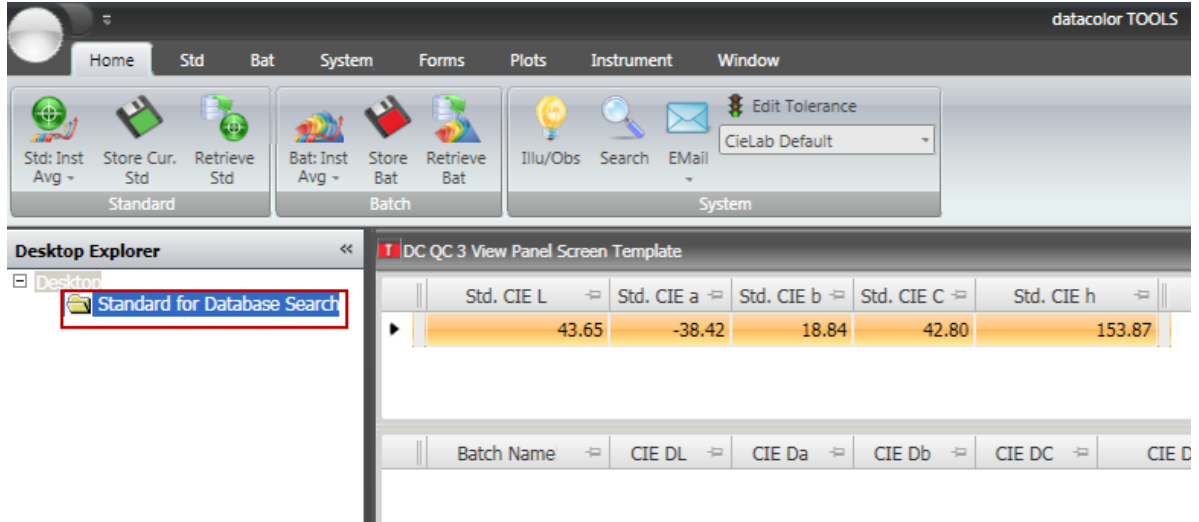 datacolor TOOLS
Home Std Bat System Forms Plots Instrument Window
Std: Inst Avg
Store Cur. Std
Retrieve Std
Standard
Bat: Inst Avg
Store Bat
Retrieve Bat
Batch
Illu/Obs
Search
EMail
Edit Tolerance
CieLab Default
System
Desktop Explorer
Desktop
Standard for Database Search
DC QC 3 View Panel Screen Template
Std. CIE L Std. CIE a Std. CIE b Std. CIE C Std. CIE h
43.65 -38.42 18.84 42.80 153.87
Batch Name CIE DL CIE Da CIE Db CIE DC CIE D